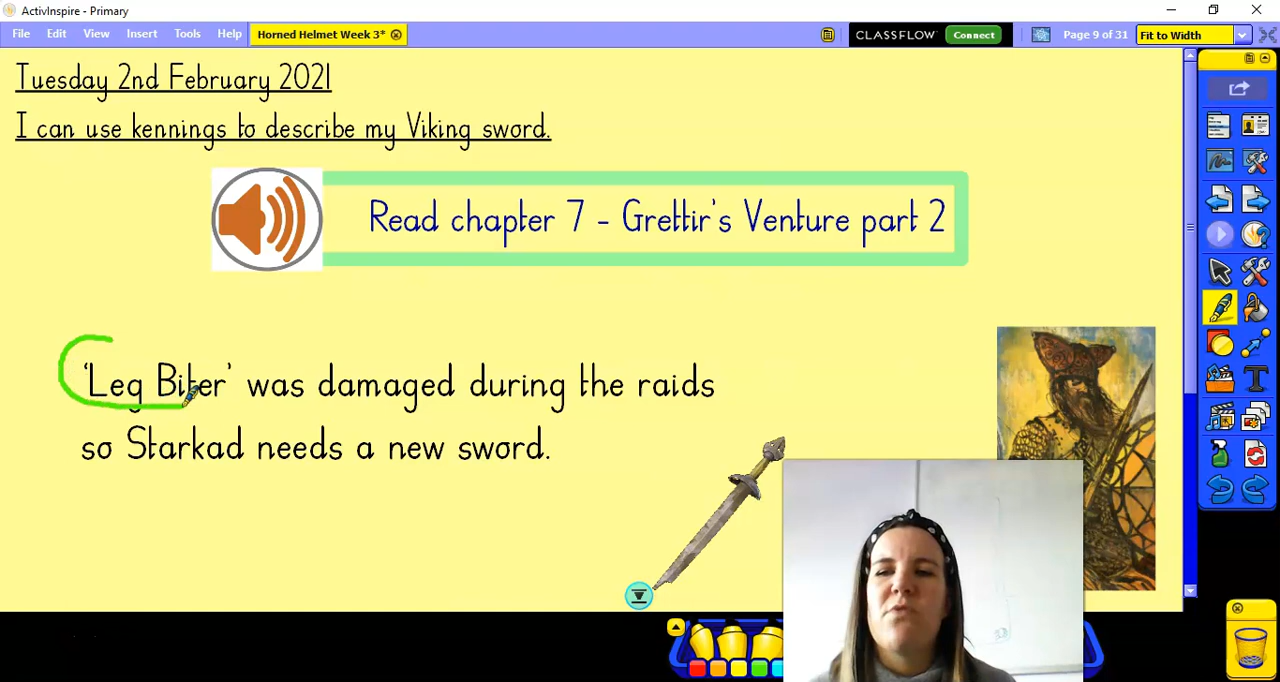 ActivInspire - Primary
File Edit View Insert Tools Help Horned Helmet Week 3* CLASSFLOW Connect Page 9 of 31 Fit to Width
Tuesday 2nd February 2021
I can use kennings to describe my Viking sword.
Read chapter 7 - Grettir's Venture part 2
'Leg Biter' was damaged during the raids
so Starkad needs a new sword.